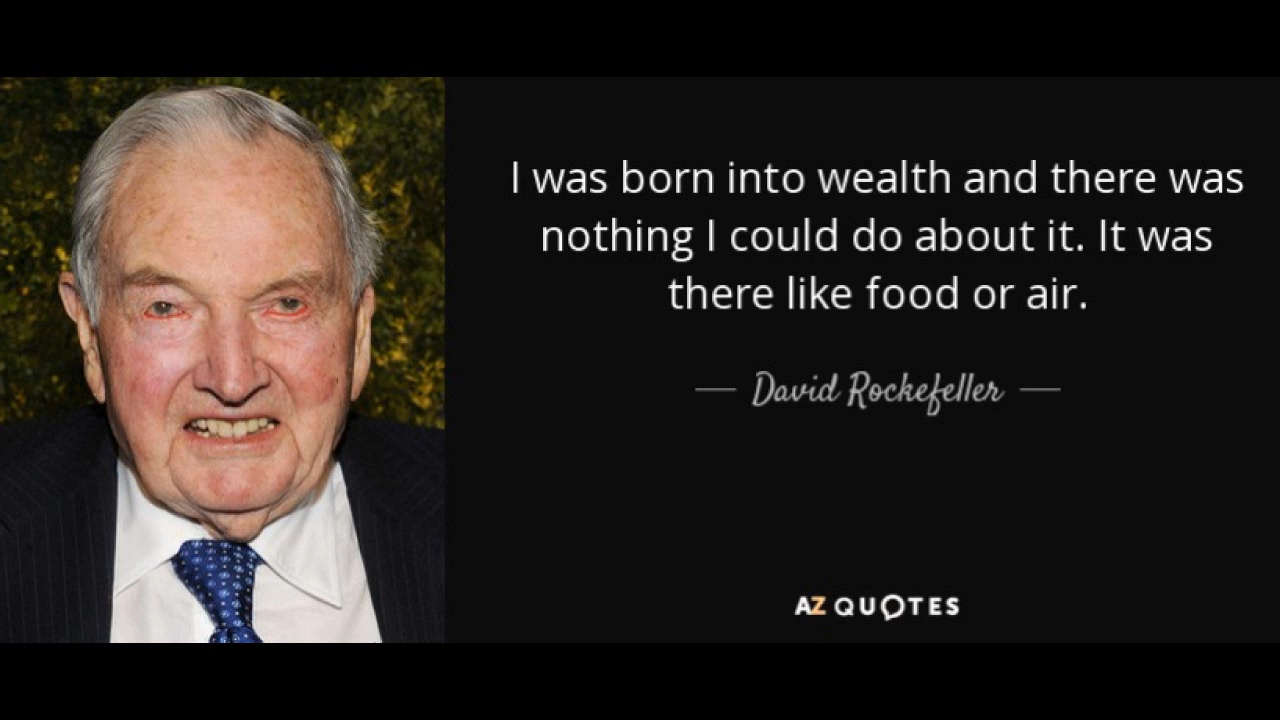 I was born into wealth and there was
nothing I could do about it. It was
there like food or air.
David Rockefeller
AZ QUOTES